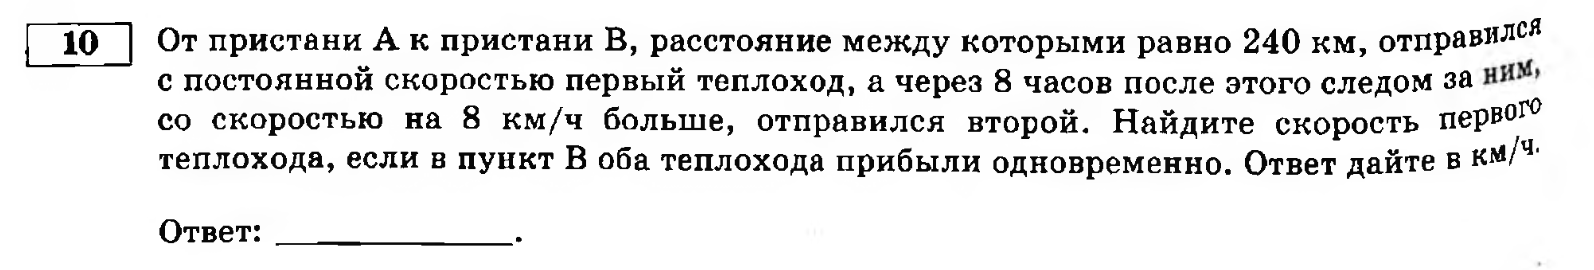 10
От пристани А к пристани В, расстояние между которыми равно 240 км, отправился
с постоянной скоростью первый теплоход, а через 8 часов после этого следом за ним,
со скоростью на 8 км/ч больше, отправился второй. Найдите скорость первого
теплохода, если в пункт В оба теплохода прибыли одновременно. Ответ дайте в км/ч.
Ответ: ______________.